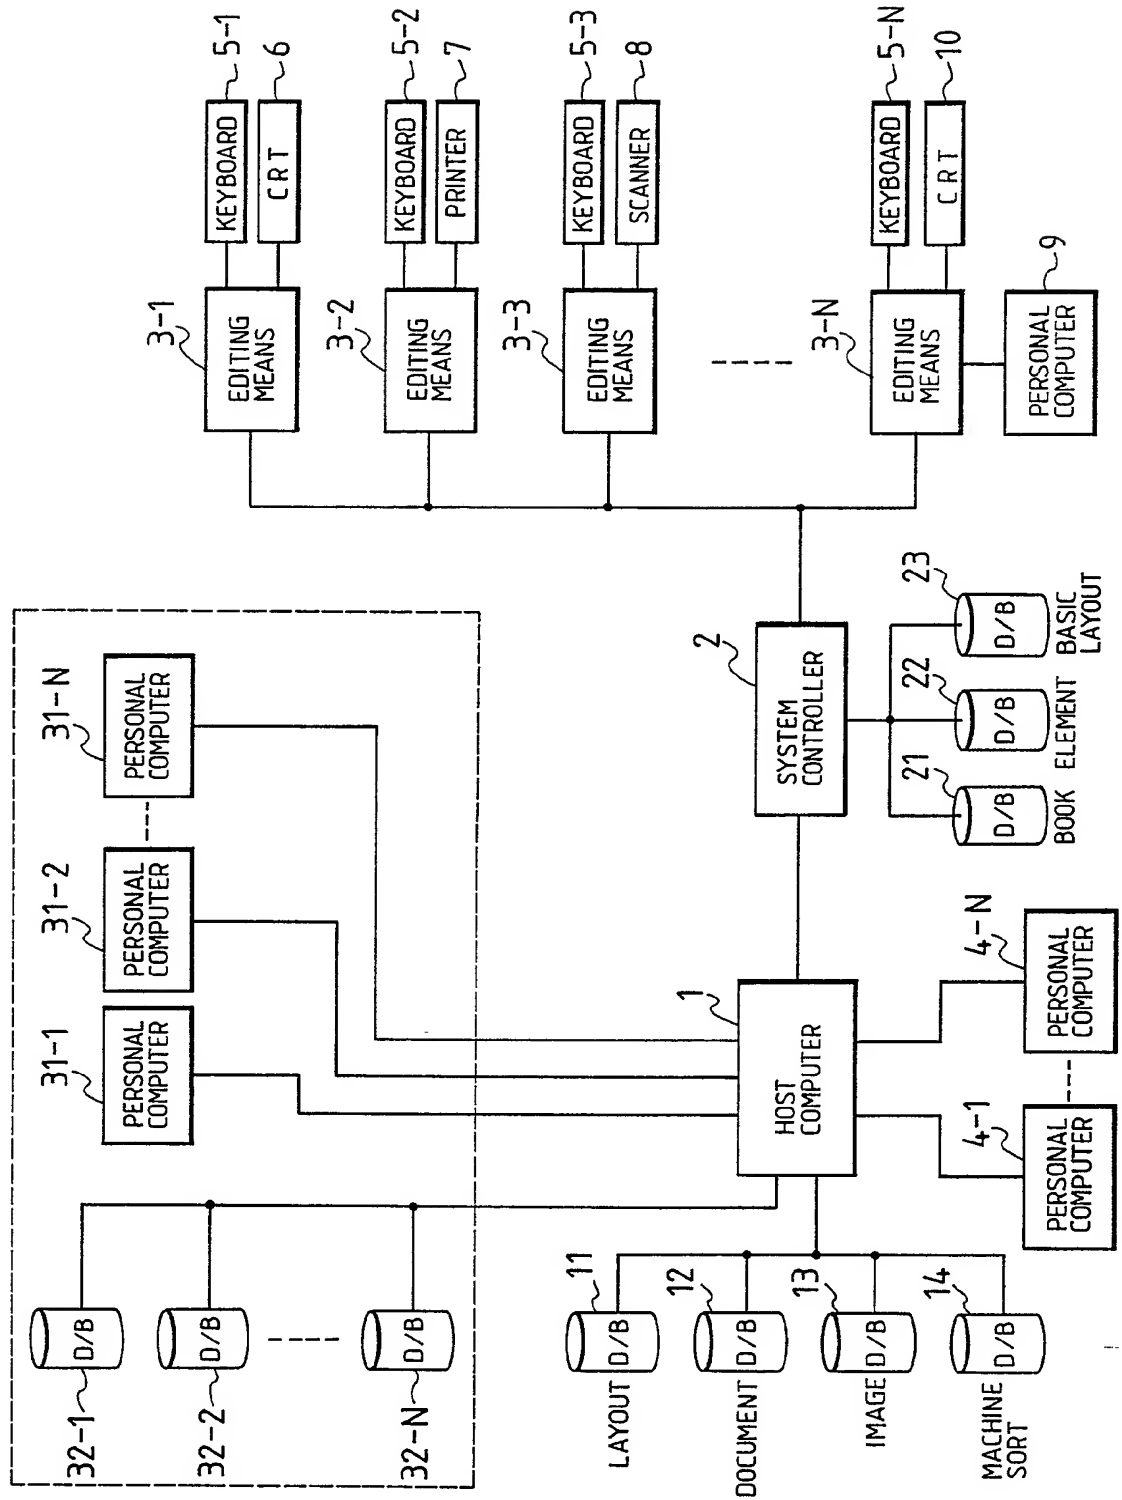 32-1
D/B
32-2
D/B
32-N
D/B
31-1
PERSONAL
COMPUTER
31-2
PERSONAL
COMPUTER
31-N
PERSONAL
COMPUTER
5-1
KEYBOARD
6
CRT
3-1
EDITING
MEANS
5-2
KEYBOARD
7
PRINTER
3-2
EDITING
MEANS
5-3
KEYBOARD
8
SCANNER
3-3
EDITING
MEANS
5-N
KEYBOARD
10
CRT
3-N
EDITING
MEANS
9
PERSONAL
COMPUTER
LAYOUT
D/B
11
DOCUMENT
D/B
12
IMAGE
D/B
13
MACHINE
SORT
D/B
14
1
HOST
COMPUTER
2
SYSTEM
CONTROLLER
4-1
PERSONAL
COMPUTER
4-N
PERSONAL
COMPUTER
21
D/B
BOOK
22
D/B
ELEMENT
23
D/B
BASIC
LAYOUT